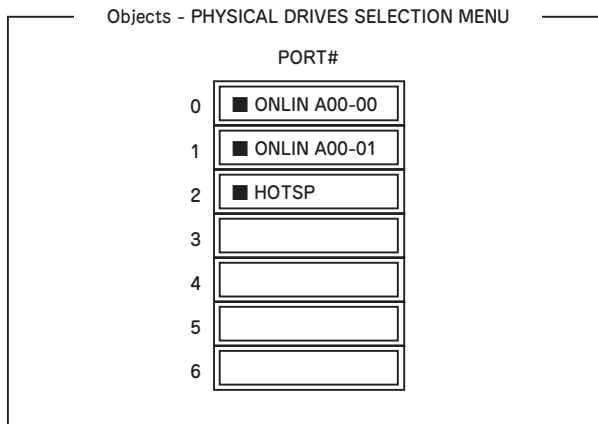 Objects - PHYSICAL DRIVES SELECTION MENU
PORT#
0 ■ ONLIN A00-00
1 ■ ONLIN A00-01
2 ■ HOTSP
3
4
5
6